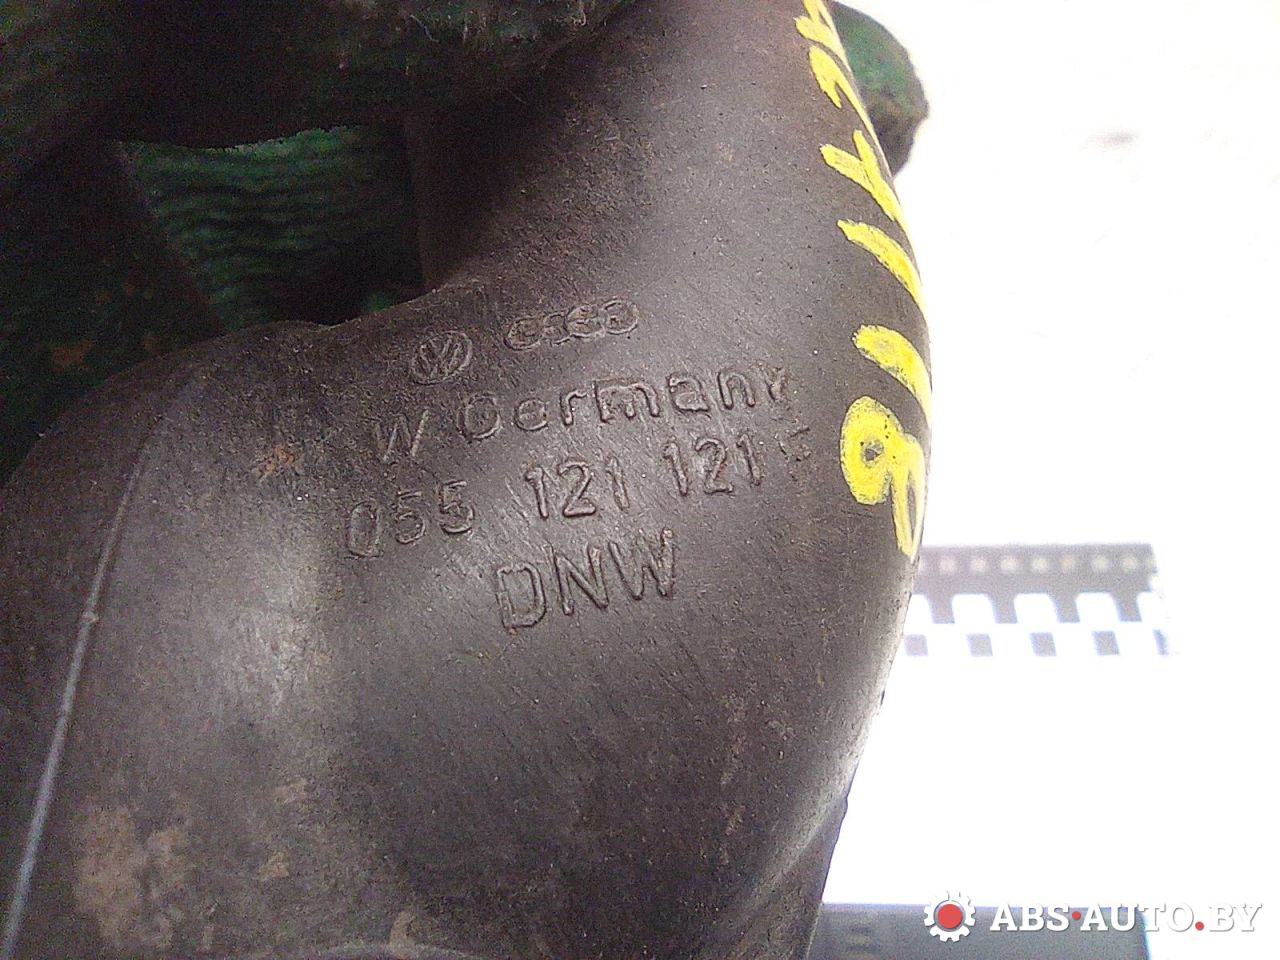 W. Germany
055 121 121
DNW
ABS-AUTO.BY